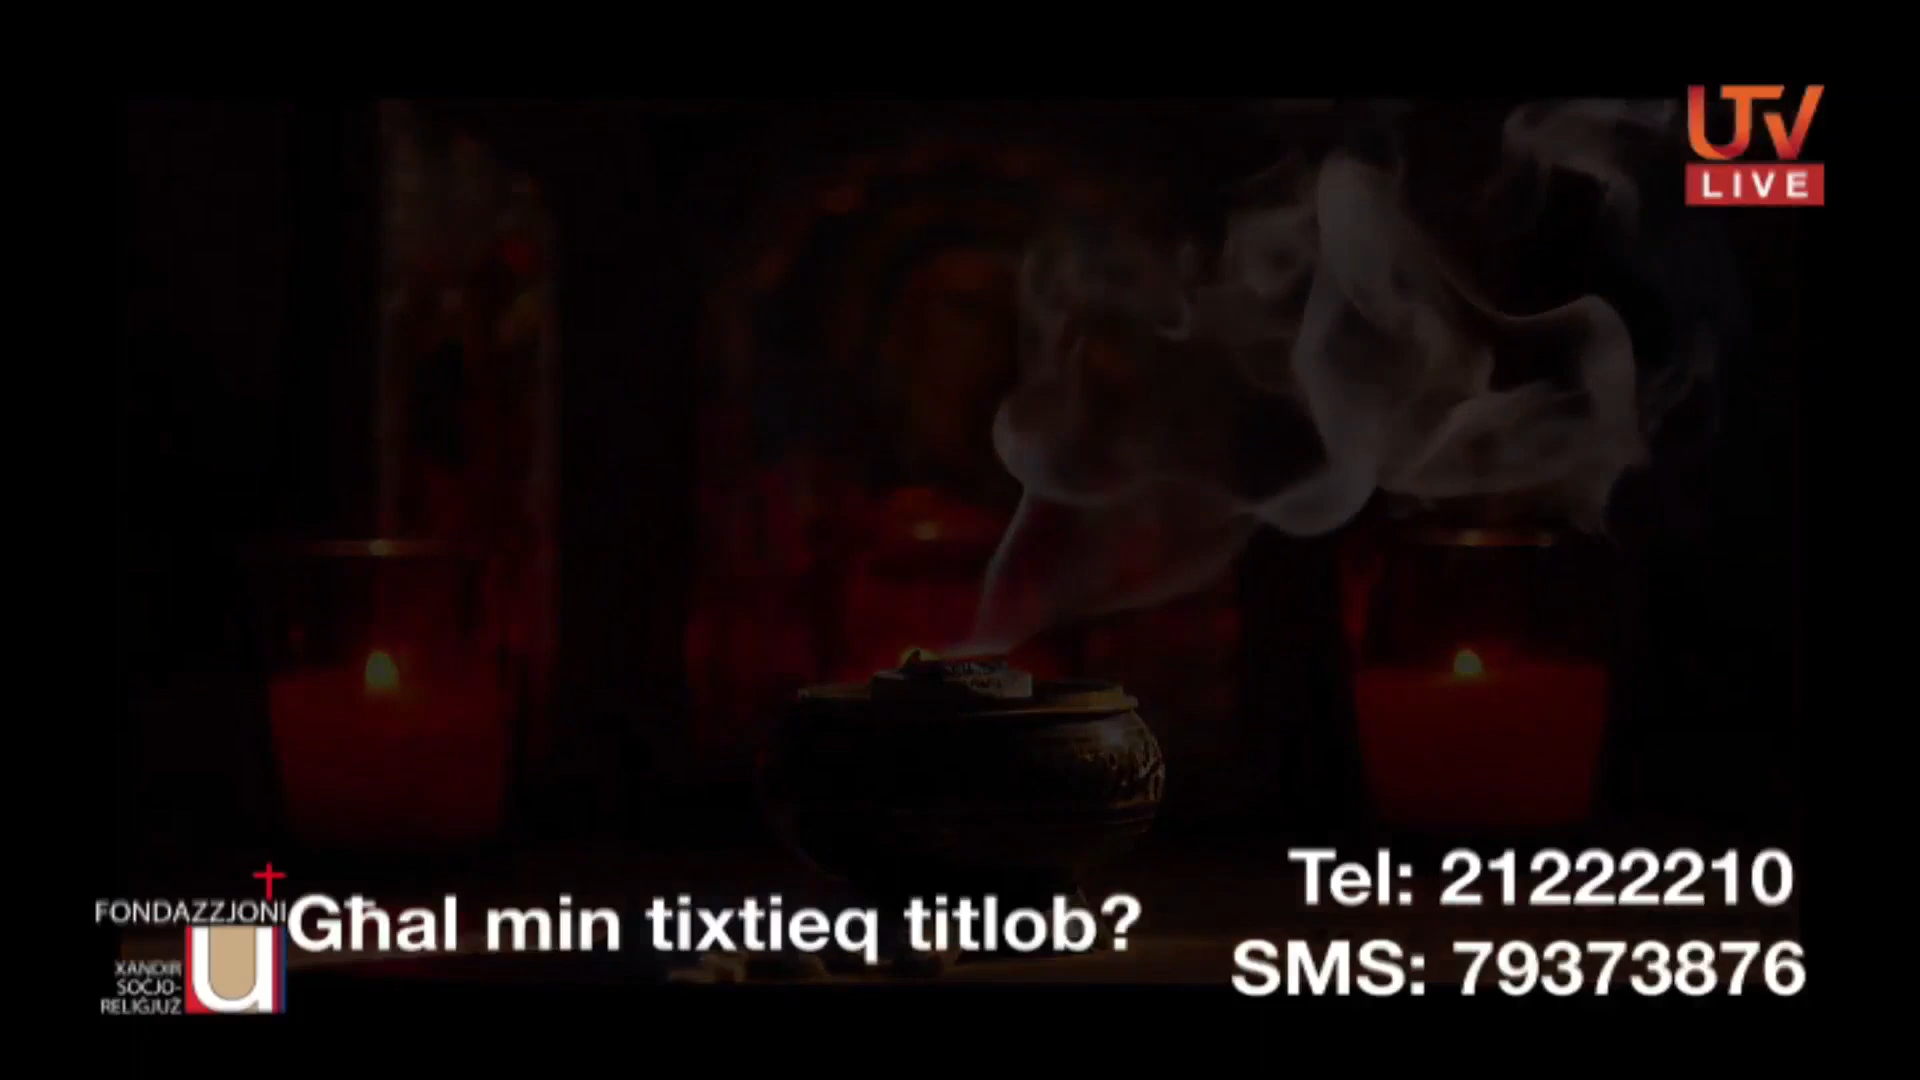 UTV
LIVE
FONDAZZJONI
XANDIR
SOĊJO-
RELIĠJUŻ
u
Għal min tixtieq titlob?
Tel: 21222210
SMS: 79373876